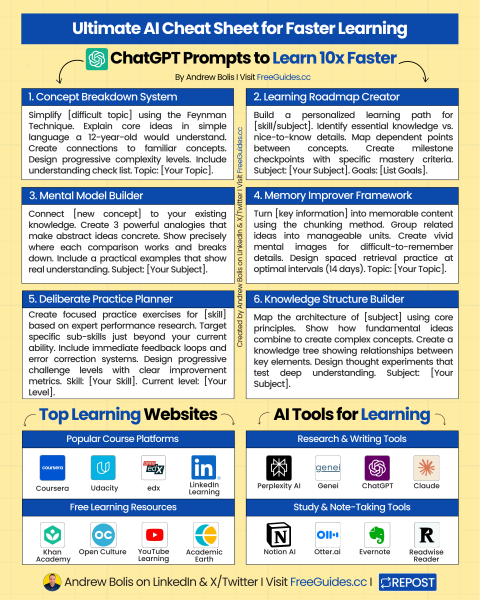 Ultimate AI Cheat Sheet for Faster Learning
ChatGPT Prompts to Learn 10x Faster
By Andrew Bolis I Visit FreeGuides.cc
1. Concept Breakdown System
Simplify [difficult topic] using the Feynman
Technique. Explain core ideas in simple
language a 12-year-old would understand.
Create connections to familiar concepts.
Design progressive complexity levels. Include
understanding check list. Topic: [Your Topic].
2. Learning Roadmap Creator
Build a personalized learning path for
[skill/subject]. Identify essential knowledge vs.
nice-to-know details. Map dependent points
between concepts. Create milestone
checkpoints with specific mastery criteria.
Subject: [Your Subject]. Goals: [List Goals].
3. Mental Model Builder
Connect [new concept] to your existing
knowledge. Create 3 powerful analogies that
make abstract ideas concrete. Show precisely
where each comparison works and breaks
down. Include a practical examples that show
real understanding. Subject: [Your Subject].
4. Memory Improver Framework
Turn [key information] into memorable content
using the chunking method. Group related
ideas into manageable units. Create vivid
mental images for difficult-to-remember
details. Design spaced retrieval practice at
optimal intervals (14 days). Topic: [Your Topic].
5. Deliberate Practice Planner
Create focused practice exercises for [skill]
based on expert performance research. Target
specific sub-skills just beyond your current
ability. Include immediate feedback loops and
error correction systems. Design progressive
challenge levels with clear improvement
metrics. Skill: [Your Skill]. Current level: [Your
Level].
6. Knowledge Structure Builder
Map the architecture of [subject] using core
principles. Show how fundamental ideas
combine to create complex concepts. Create a
knowledge tree showing relationships between
key elements. Design thought experiments that
test deep understanding. Subject: [Your
Subject].
Created by Andrew Bolis on LinkedIn & X/Twitter I Visit FreeGuides.cc
Top Learning Websites
Popular Course Platforms
coursera
edX
Linked in
Coursera
Udacity
edx
LinkedIn
Learning
Free Learning Resources
OC
Khan
Academy
Open Culture
YouTube
Learning
Academic
Earth
AI Tools for Learning
Research & Writing Tools
genei
Perplexity AI
Genei
ChatGPT
Claude
Study & Note-Taking Tools
N
R
Notion AI
Otter.ai
Evernote
Readwise
Reader
Andrew Bolis on LinkedIn & X/Twitter I Visit FreeGuides.cc I
REPOST